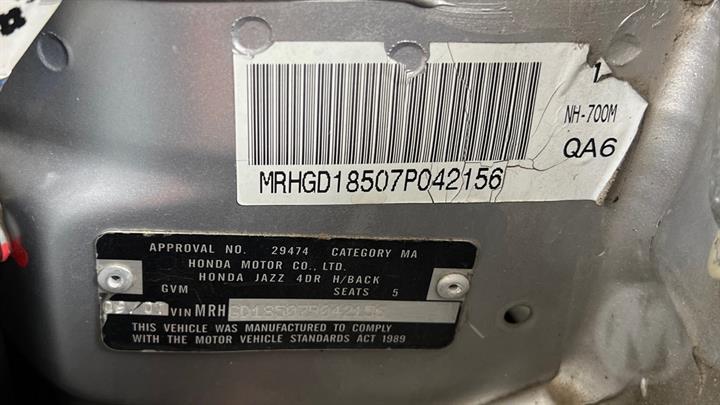 1
NH-700M
QA6
MRHGD18507P042156
APPROVAL NO. 29474 CATEGORY MA
HONDA MOTOR CO., LTD.
HONDA JAZZ 4DR H/BACK
GVM SEATS 5
VIN MRHGD18507P042156
THIS VEHICLE WAS MANUFACTURED TO COMPLY
WITH THE MOTOR VEHICLE STANDARDS ACT 1989